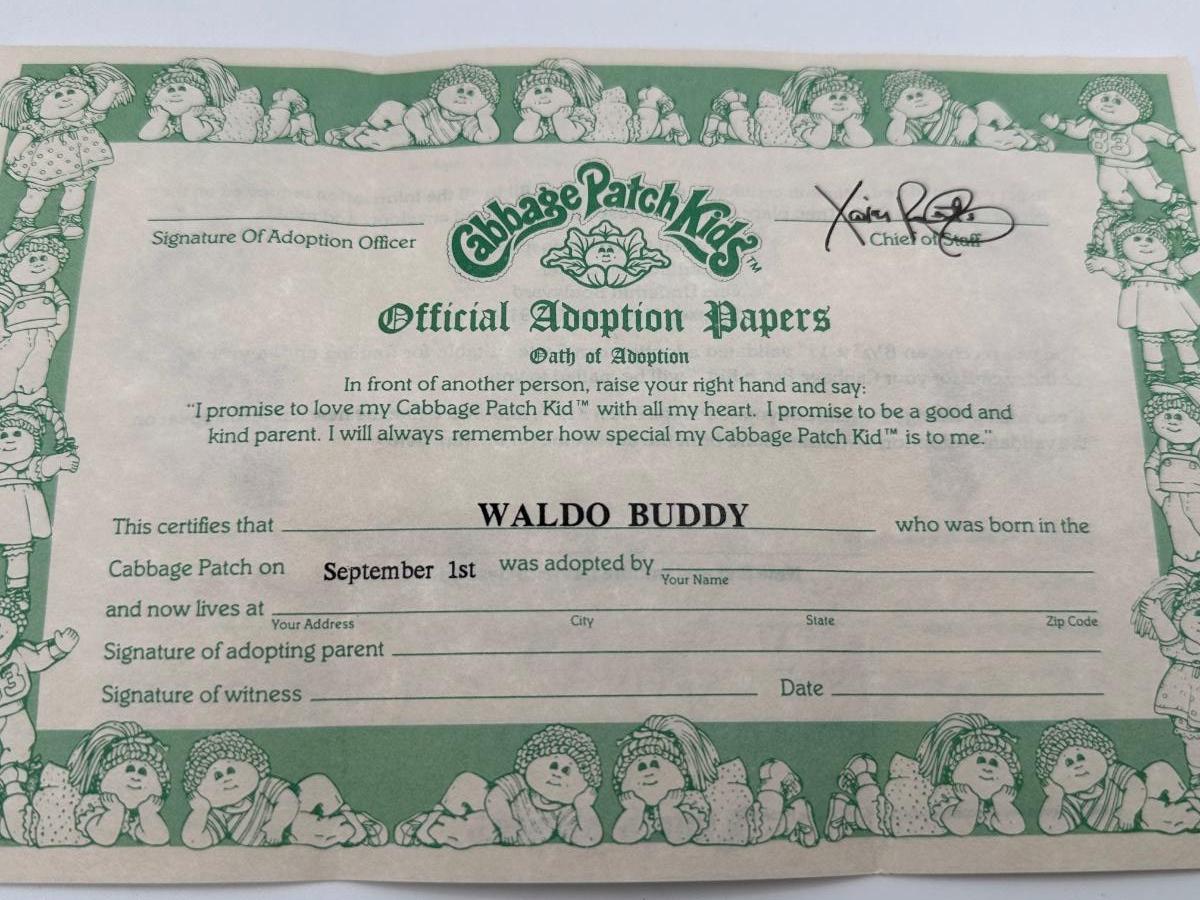 Cabbage Patch Kids™
Signature Of Adoption Officer
Chief of Staff
Official Adoption Papers
Oath of Adoption
In front of another person, raise your right hand and say:
"I promise to love my Cabbage Patch Kid™ with all my heart. I promise to be a good and
kind parent. I will always remember how special my Cabbage Patch Kid™ is to me."
This certifies that WALDO BUDDY who was born in the
Cabbage Patch on September 1st was adopted by
Your Name
and now lives at
Your Address City State Zip Code
Signature of adopting parent
Signature of witness Date
83